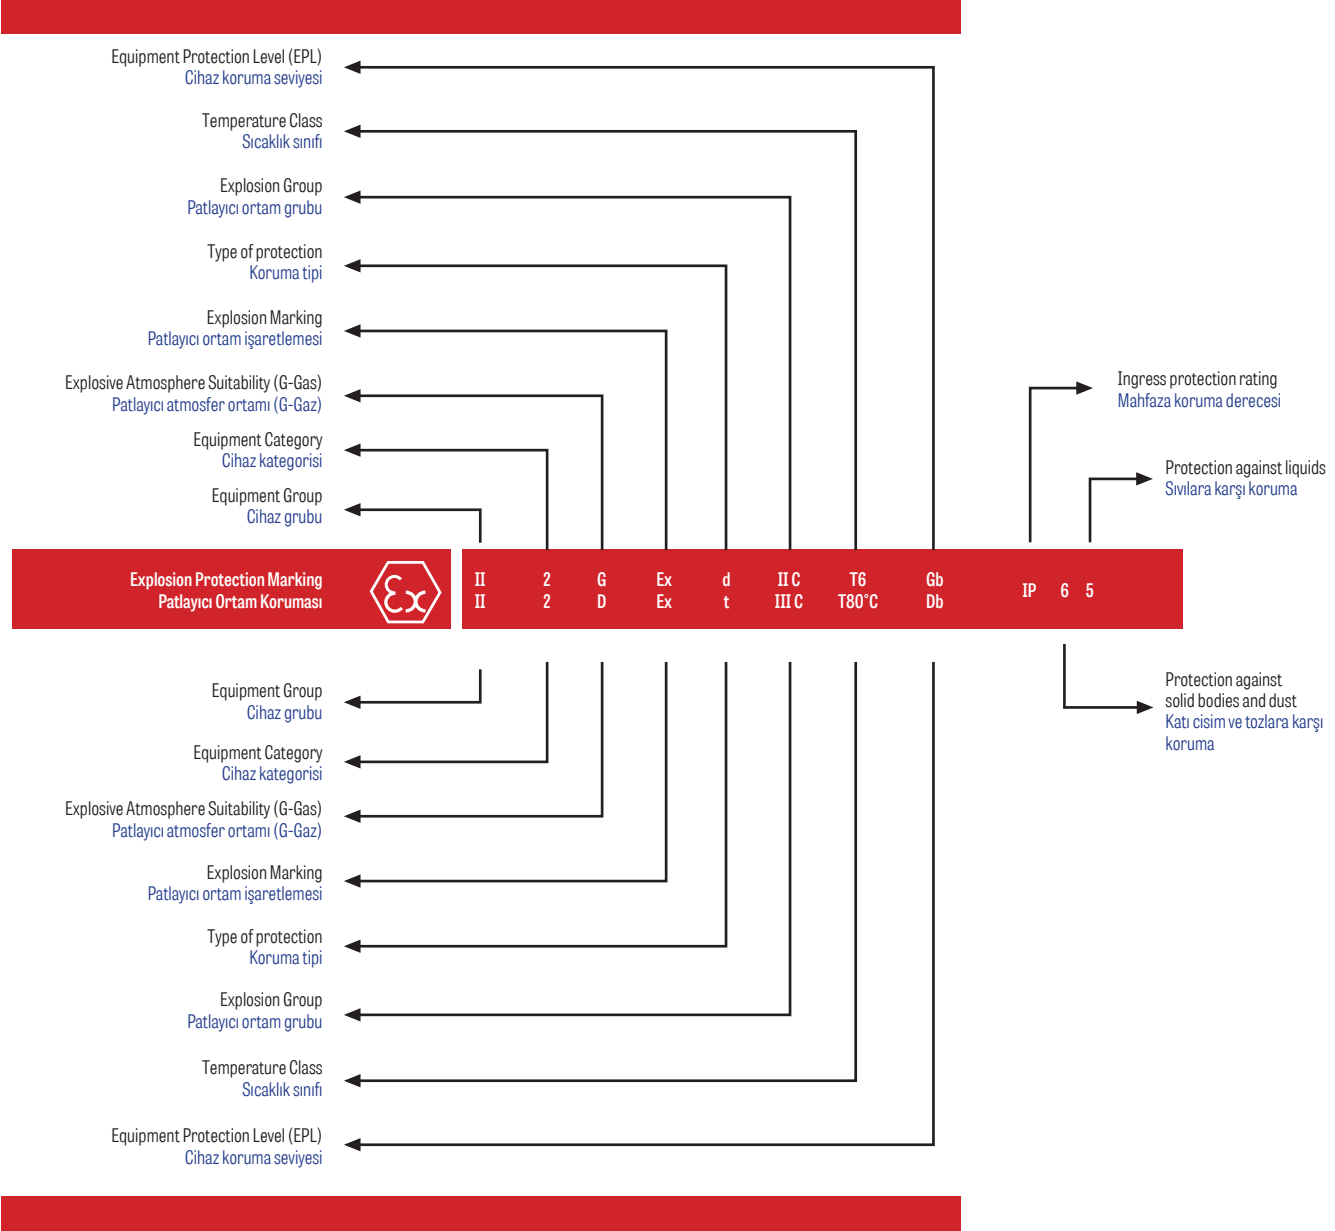 Equipment Protection Level (EPL)
Cihaz koruma seviyesi
Temperature Class
Sıcaklık sınıfı
Explosion Group
Patlayıcı ortam grubu
Type of protection
Koruma tipi
Explosion Marking
Patlayıcı ortam işaretlemesi
Explosive Atmosphere Suitability (G-Gas)
Patlayıcı atmosfer ortamı (G-Gaz)
Equipment Category
Cihaz kategorisi
Equipment Group
Cihaz grubu
Ingress protection rating
Mahfaza koruma derecesi
Protection against liquids
Sıvılara karşı koruma
Explosion Protection Marking
Patlayıcı Ortam Koruması
Ex
II 2 G Ex d II C T6 Gb
II 2 D Ex t III C T80°C Db
IP 6 5
Equipment Group
Cihaz grubu
Equipment Category
Cihaz kategorisi
Explosive Atmosphere Suitability (G-Gas)
Patlayıcı atmosfer ortamı (G-Gaz)
Explosion Marking
Patlayıcı ortam işaretlemesi
Type of protection
Koruma tipi
Explosion Group
Patlayıcı ortam grubu
Temperature Class
Sıcaklık sınıfı
Equipment Protection Level (EPL)
Cihaz koruma seviyesi
Protection against
solid bodies and dust
Katı cisim ve tozlara karşı
koruma